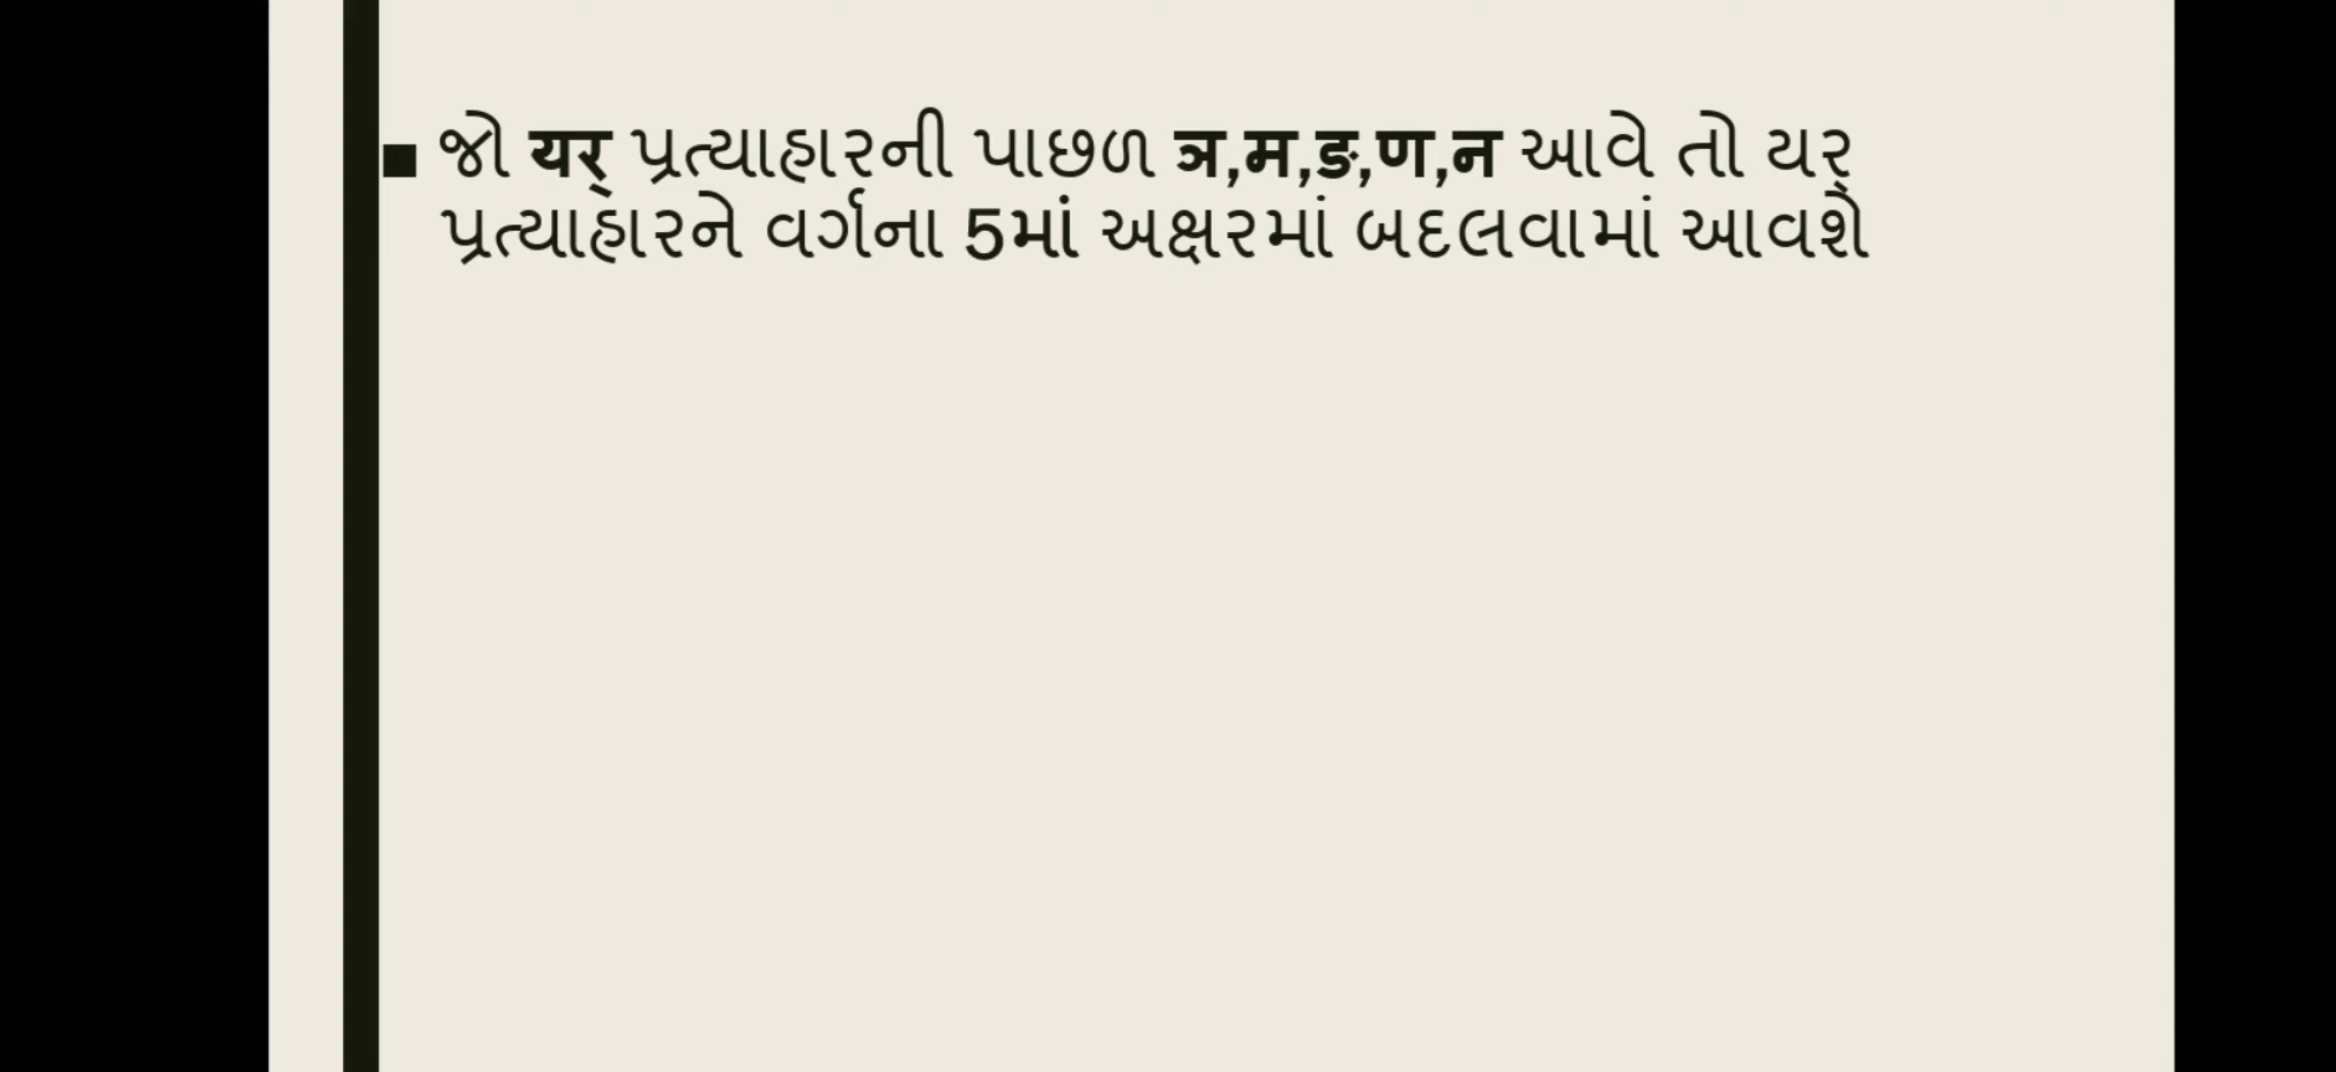 ▪ જો यर् પ્રત્યાહારની પાછળ ञ,म,ङ,ण,न આવે તો યર્
પ્રત્યાહારને વર્ગના 5માં અક્ષરમાં બદલવામાં આવશે